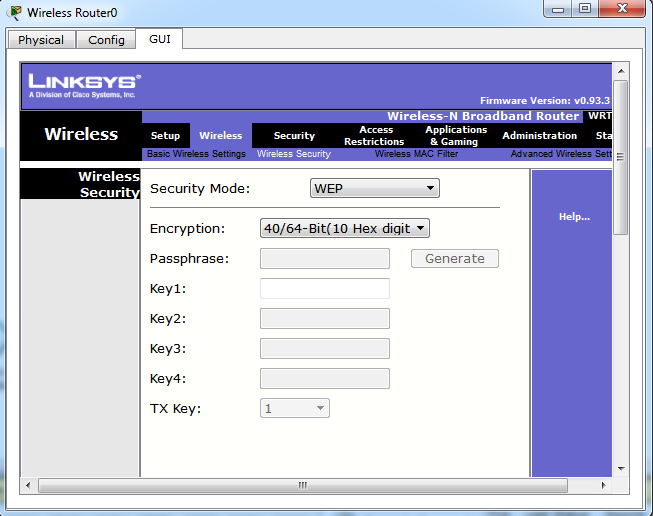 Wireless Router0
Physical Config GUI
LINKSYS®
A Division of Cisco Systems, Inc.
Firmware Version: v0.93.3
Wireless-N Broadband Router WRT
Wireless
Setup Wireless Security Access Restrictions Applications & Gaming Administration Sta
Basic Wireless Settings Wireless Security Wireless MAC Filter Advanced Wireless Sett
Wireless Security
Security Mode: WEP
Help...
Encryption: 40/64-Bit(10 Hex digit
Passphrase: Generate
Key1:
Key2:
Key3:
Key4:
TX Key: 1